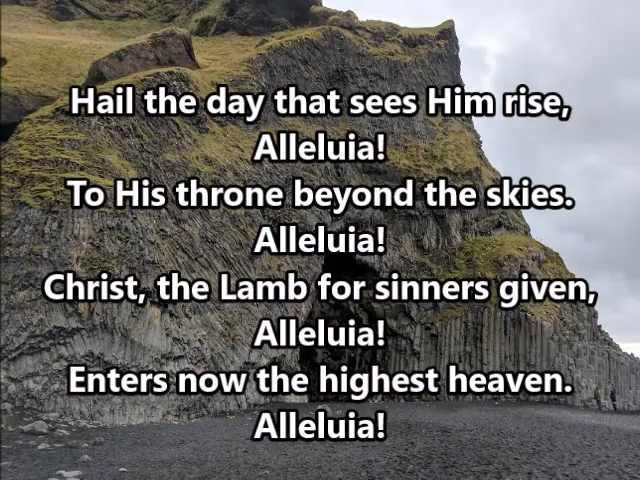 Hail the day that sees Him rise,
Alleluia!
To His throne beyond the skies.
Alleluia!
Christ, the Lamb for sinners given,
Alleluia!
Enters now the highest heaven.
Alleluia!